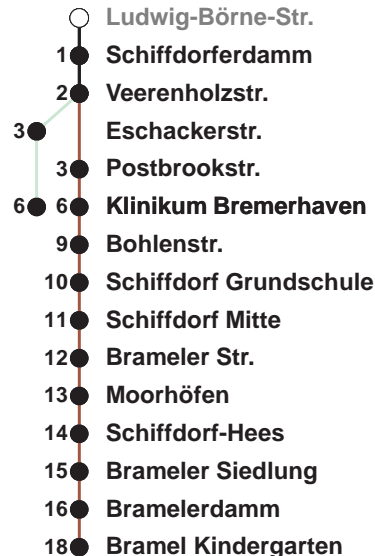 Ludwig-Börne-Str.
1 Schiffdorferdamm
2 Veerenholzstr.
3 Eschackerstr.
3 Postbrookstr.
6 6 Klinikum Bremerhaven
9 Bohlenstr.
10 Schiffdorf Grundschule
11 Schiffdorf Mitte
12 Brameler Str.
13 Moorhöfen
14 Schiffdorf-Hees
15 Brameler Siedlung
16 Bramelerdamm
18 Bramel Kindergarten